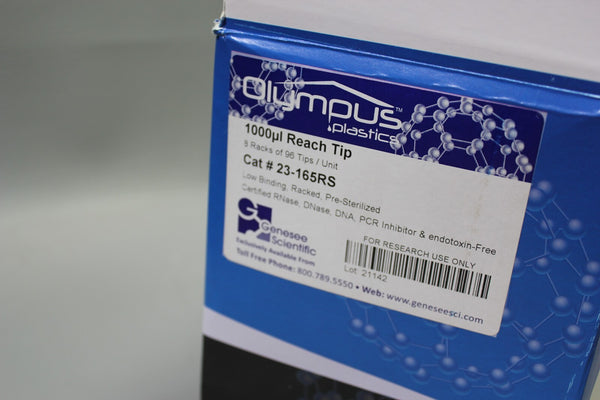 Olympus™
plastics
1000µl Reach Tip
8 Racks of 96 Tips / Unit
Cat # 23-165RS
Low Binding, Racked, Pre-Sterilized
Certified RNase, DNase, DNA, PCR Inhibitor & endotoxin-Free
Genesee
Scientific
Exclusively Available From
FOR RESEARCH USE ONLY
Lot 21142
Toll Free Phone: 800.789.5550 • Web: www.geneseesci.com